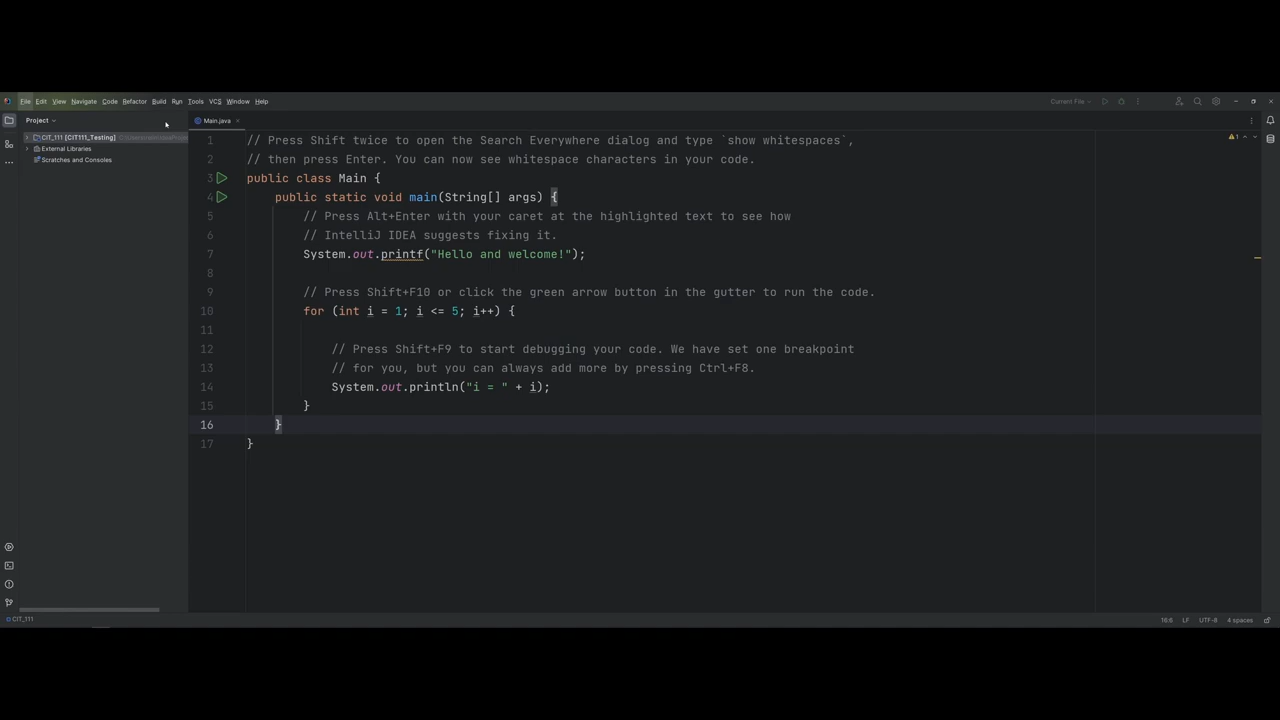 File Edit View Navigate Code Refactor Build Run Tools VCS Window Help
Current File
Project
Main.java
CIT_111 [CIT111_Testing]
External Libraries
Scratches and Consoles
1 // Press Shift twice to open the Search Everywhere dialog and type `show whitespaces`,
2 // then press Enter. You can now see whitespace characters in your code.
3 public class Main {
4 public static void main(String[] args) {
5 // Press Alt+Enter with your caret at the highlighted text to see how
6 // IntelliJ IDEA suggests fixing it.
7 System.out.printf("Hello and welcome!");
8
9 // Press Shift+F10 or click the green arrow button in the gutter to run the code.
10 for (int i = 1; i <= 5; i++) {
11
12 // Press Shift+F9 to start debugging your code. We have set one breakpoint
13 // for you, but you can always add more by pressing Ctrl+F8.
14 System.out.println("i = " + i);
15 }
16 }
17 }
1
CIT_111
16:6 LF UTF-8 4 spaces